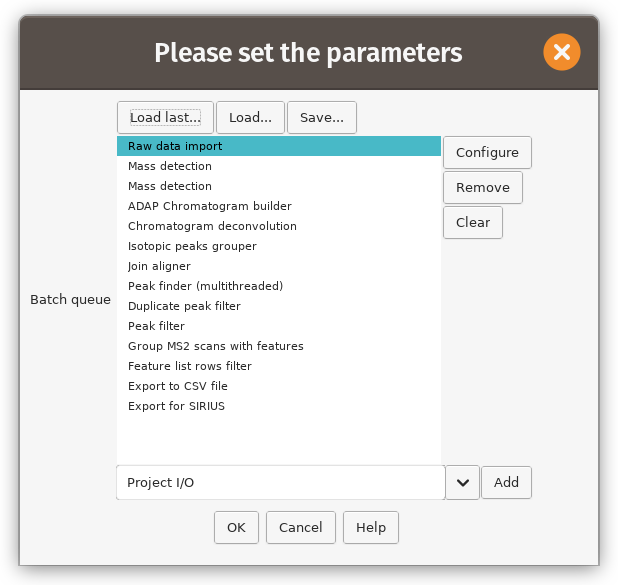 Please set the parameters
Load last...
Load...
Save...
Raw data import
Mass detection
Mass detection
ADAP Chromatogram builder
Chromatogram deconvolution
Isotopic peaks grouper
Join aligner
Peak finder (multithreaded)
Duplicate peak filter
Peak filter
Group MS2 scans with features
Feature list rows filter
Export to CSV file
Export for SIRIUS
Configure
Remove
Clear
Batch queue
Project I/O
Add
OK
Cancel
Help